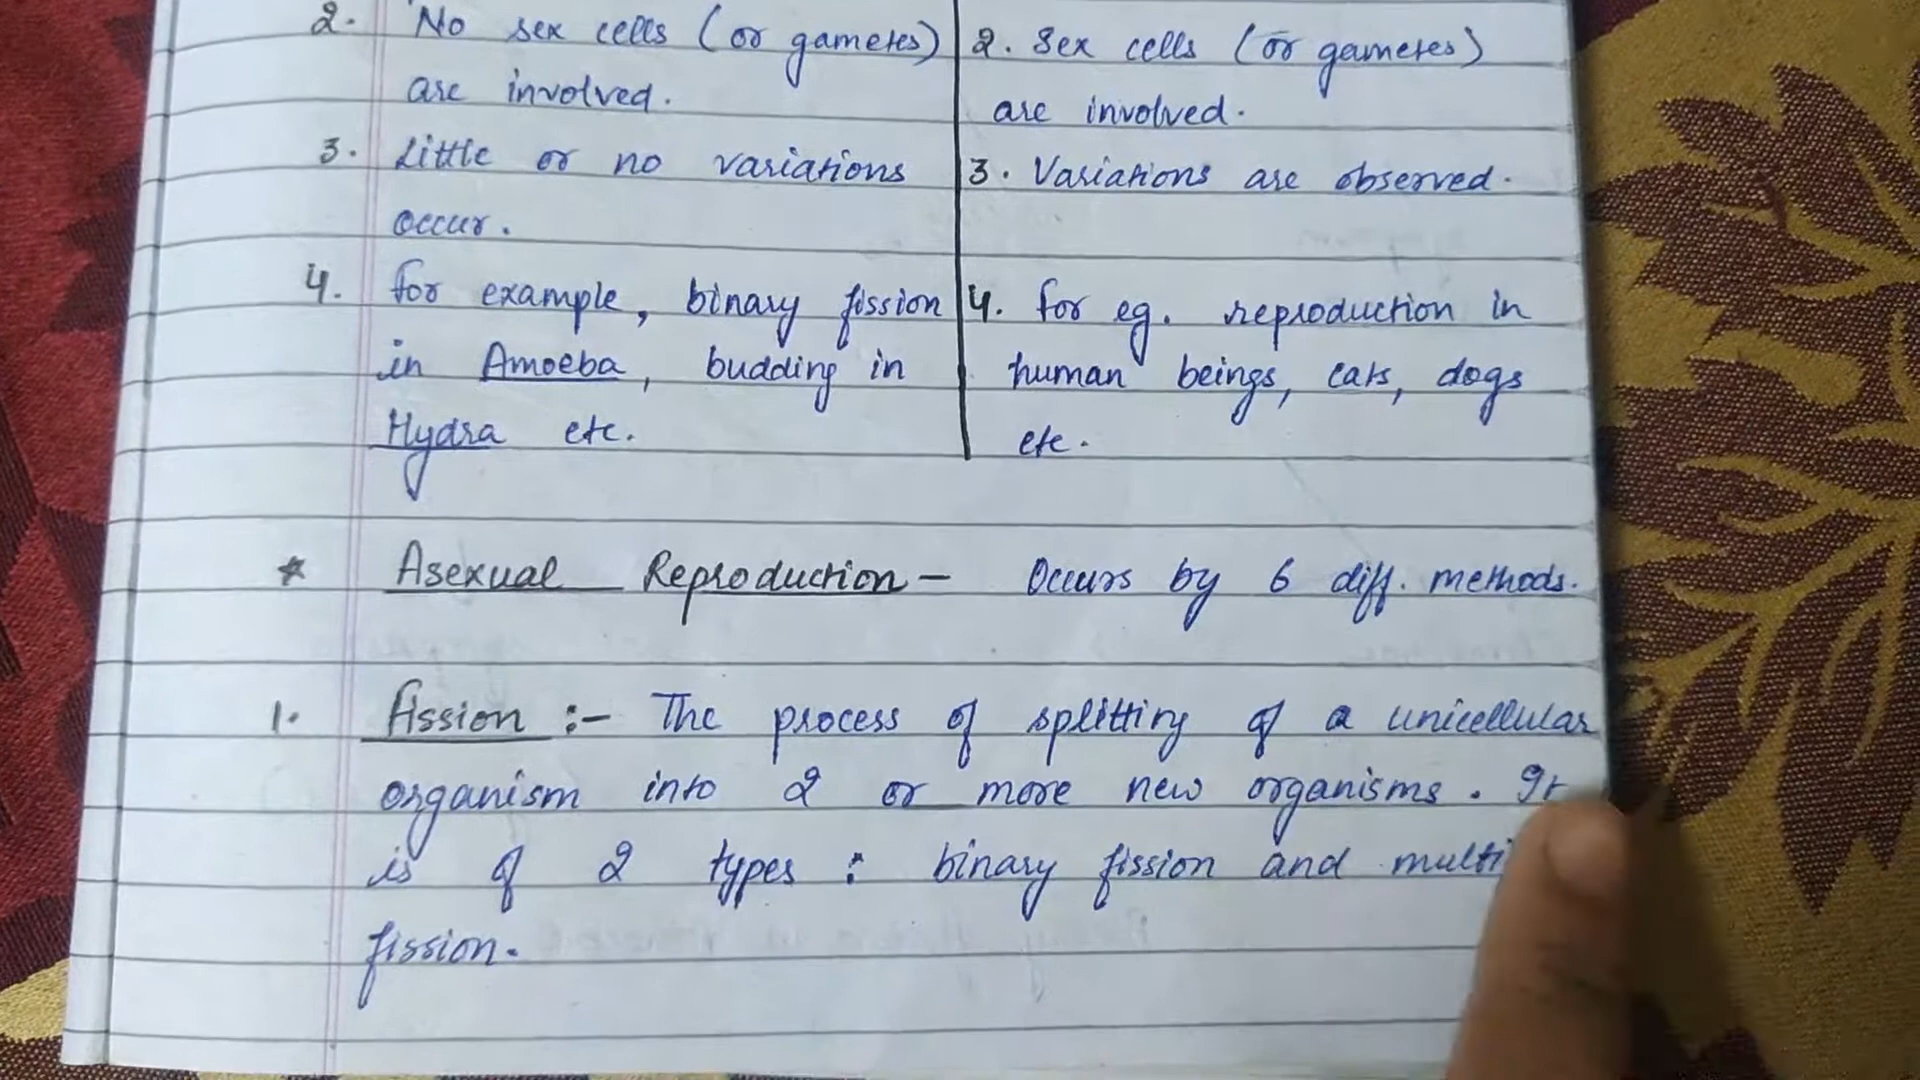 2. No sex cells (or gametes)
are involved.
3. Little or no variations
occur.
4. for example, binary fission
in Amoeba, budding in
Hydra etc.
2. Sex cells (or gametes)
are involved.
3. Variations are observed.
4. for eg. reproduction in
human beings, cats, dogs
etc.
* Asexual Reproduction - Occurs by 6 diff. methods.
1. Fission :- The process of splitting of a unicellular
organism into 2 or more new organisms. It
is of 2 types : binary fission and multi
fission.